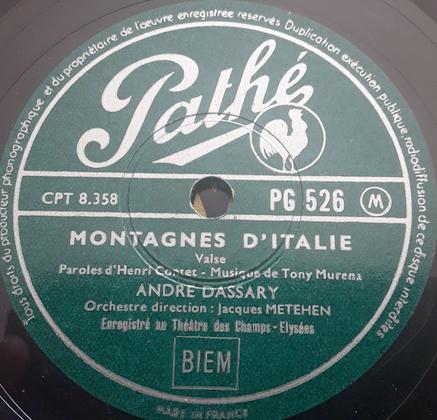 Tous droits du producteur phonographique et du propriétaire de l'œuvre enregistrée réservés Duplication, exécution publique, radiodiffusion de ce disque interdites
Pathé
CPT 8.358
PG 526 M
MONTAGNES D'ITALIE
Valse
Paroles d'Henri Contet - Musique de Tony Murena
ANDRÉ DASSARY
Orchestre direction : Jacques METEHEN
Enregistré au Théâtre des Champs-Elysées
BIEM
MADE IN FRANCE